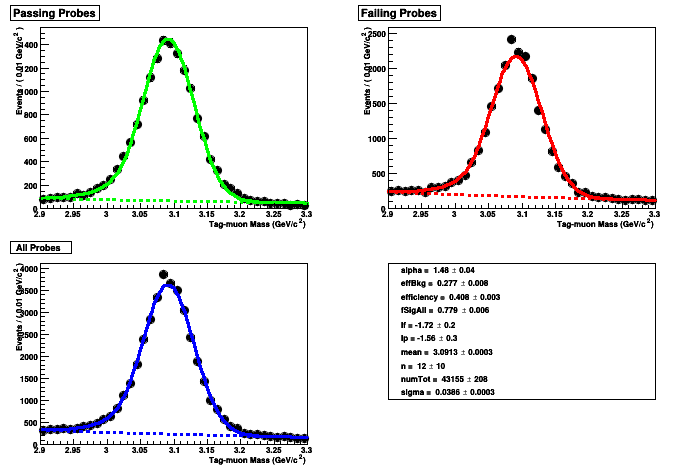 Passing Probes
Events / ( 0.01 GeV/c² )
1400
1200
1000
800
600
400
200
0
2.9 2.95 3 3.05 3.1 3.15 3.2 3.25 3.3
Tag-muon Mass (GeV/c²)
Failing Probes
Events / ( 0.01 GeV/c² )
2500
2000
1500
1000
500
0
2.9 2.95 3 3.05 3.1 3.15 3.2 3.25 3.3
Tag-muon Mass (GeV/c²)
All Probes
Events / ( 0.01 GeV/c² )
4000
3500
3000
2500
2000
1500
1000
500
0
2.9 2.95 3 3.05 3.1 3.15 3.2 3.25 3.3
Tag-muon Mass (GeV/c²)
alpha = 1.48 ± 0.04
effBkg = 0.277 ± 0.008
efficiency = 0.408 ± 0.003
fSigAll = 0.779 ± 0.006
lf = -1.72 ± 0.2
lp = -1.56 ± 0.3
mean = 3.0913 ± 0.0003
n = 12 ± 10
numTot = 43155 ± 208
sigma = 0.0386 ± 0.0003